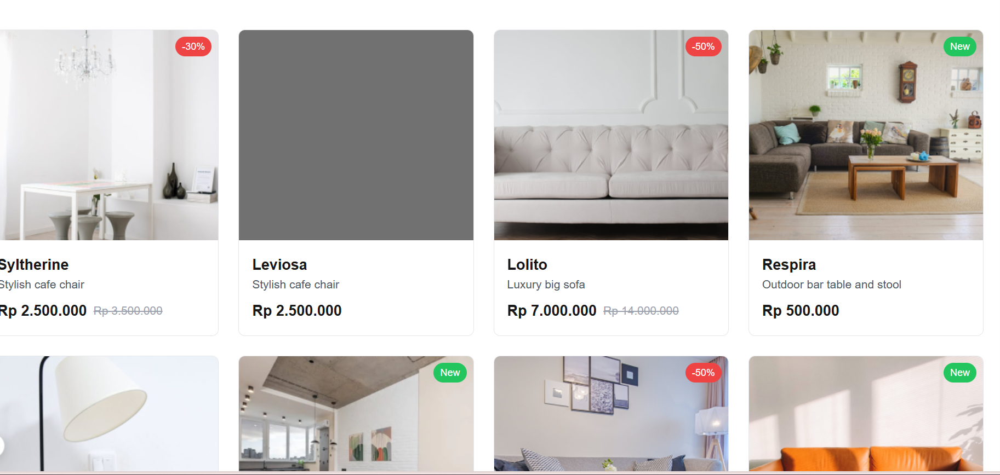 -30%
-50%
New
Syltherine
Stylish cafe chair
Rp 2.500.000 Rp 3.500.000
Leviosa
Stylish cafe chair
Rp 2.500.000
Lolito
Luxury big sofa
Rp 7.000.000 Rp 14.000.000
Respira
Outdoor bar table and stool
Rp 500.000
New
-50%
New